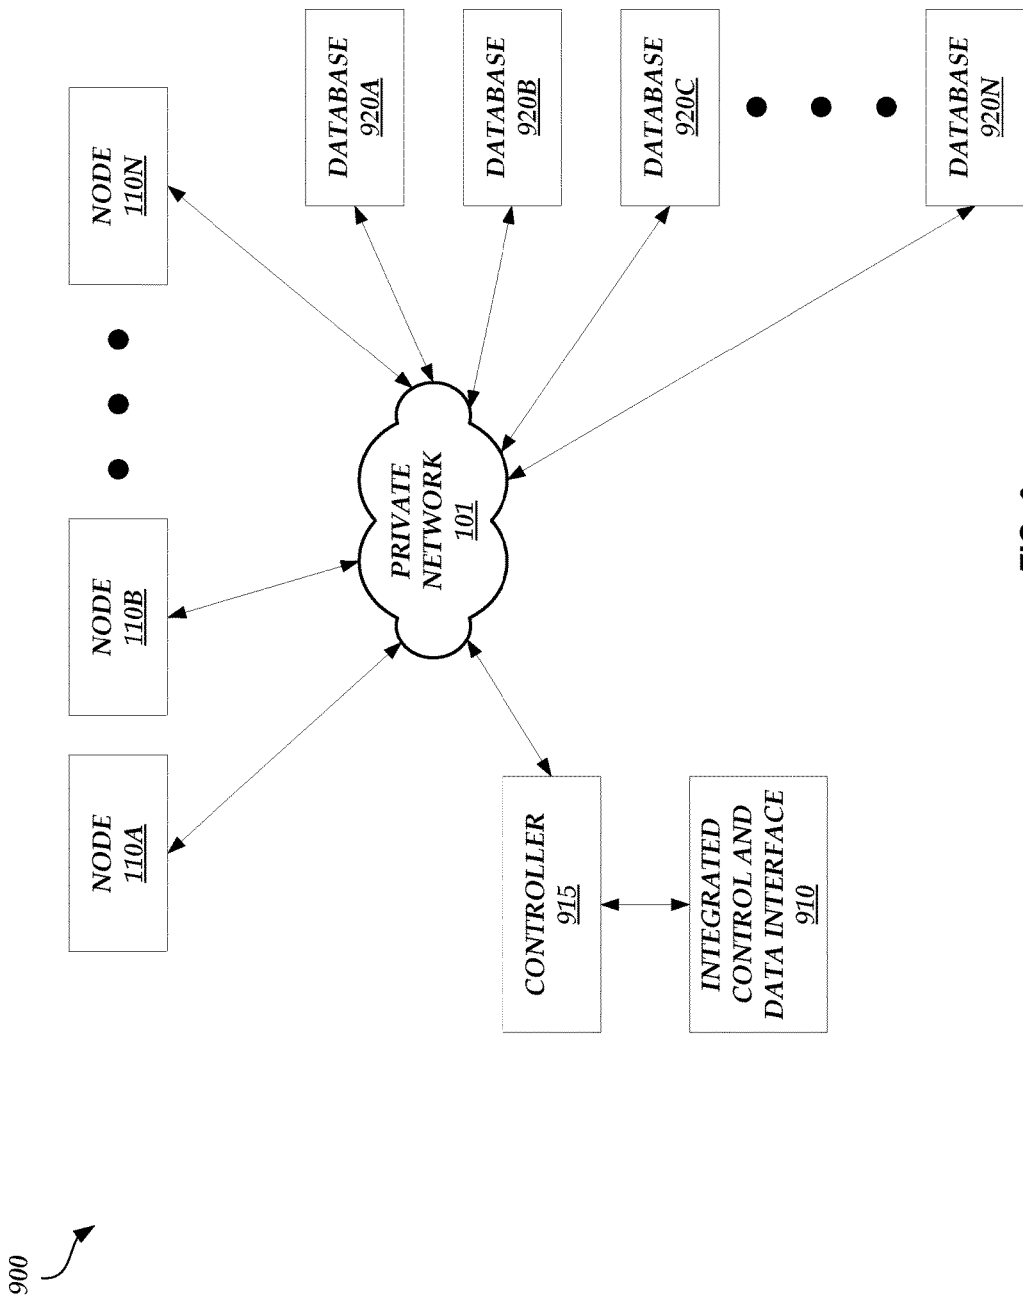 900
NODE
110A
NODE
110B
NODE
110N
PRIVATE
NETWORK
101
CONTROLLER
915
INTEGRATED
CONTROL AND
DATA INTERFACE
910
DATABASE
920A
DATABASE
920B
DATABASE
920C
DATABASE
920N